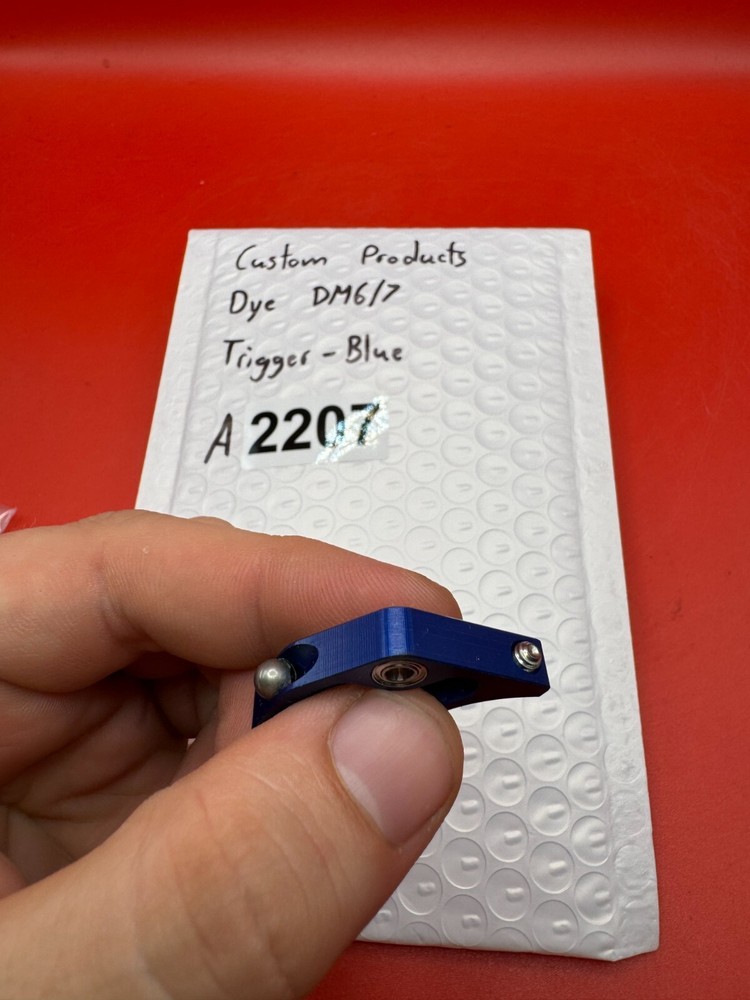 Custom Products
Dye DM6/7
Trigger - Blue
A 2207